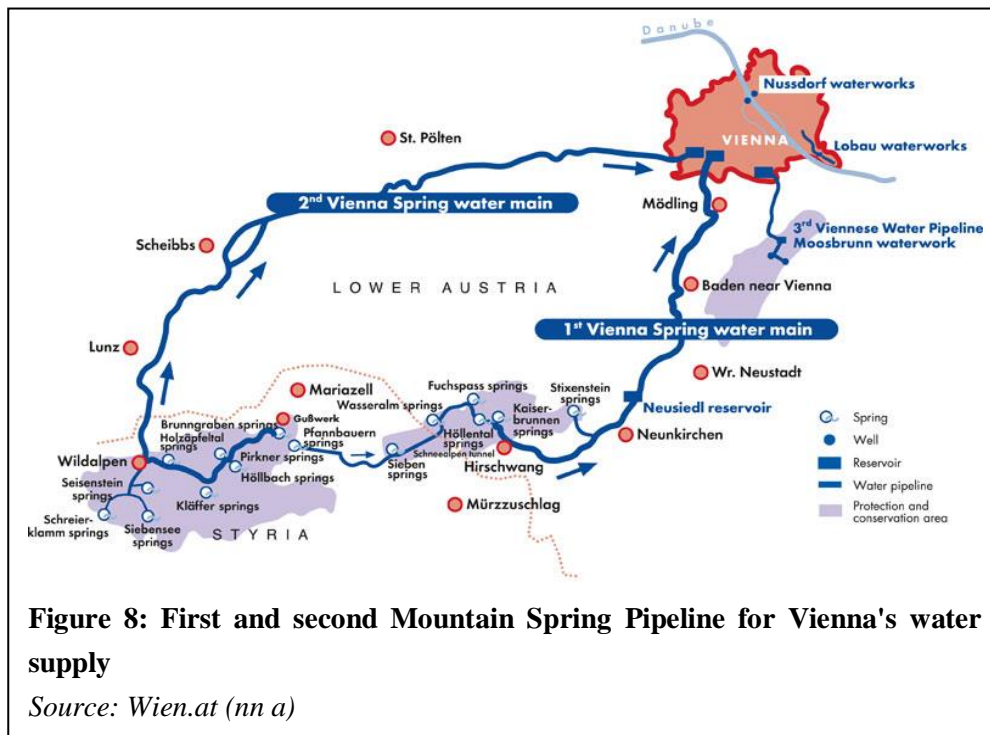 Danube
Nussdorf waterworks
VIENNA
Lobau waterworks
St. Pölten
2nd Vienna Spring water main
Mödling
3rd Viennese Water Pipeline
Moosbrunn waterwork
Scheibbs
LOWER AUSTRIA
Baden near Vienna
1st Vienna Spring water main
Lunz
Mariazell
Wr. Neustadt
Fuchspass springs
Stixenstein
springs
Wasseralm springs
Neusiedl reservoir
Gußwerk
Brunngraben springs
Holzäpfeltal
springs
Pfannbauern
springs
Kaiser-
brunnen
springs
Höllental
springs
Schneealpen tunnel
Neunkirchen
Wildalpen
Pirkner springs
Sieben
springs
Hirschwang
Höllbach springs
Seisenstein
springs
Kläffer springs
Mürzzuschlag
Schreier-
klamm springs
Siebensee
springs
STYRIA
Spring
Well
Reservoir
Water pipeline
Protection and
conservation area
Figure 8: First and second Mountain Spring Pipeline for Vienna's water
supply
Source: Wien.at (nn a)